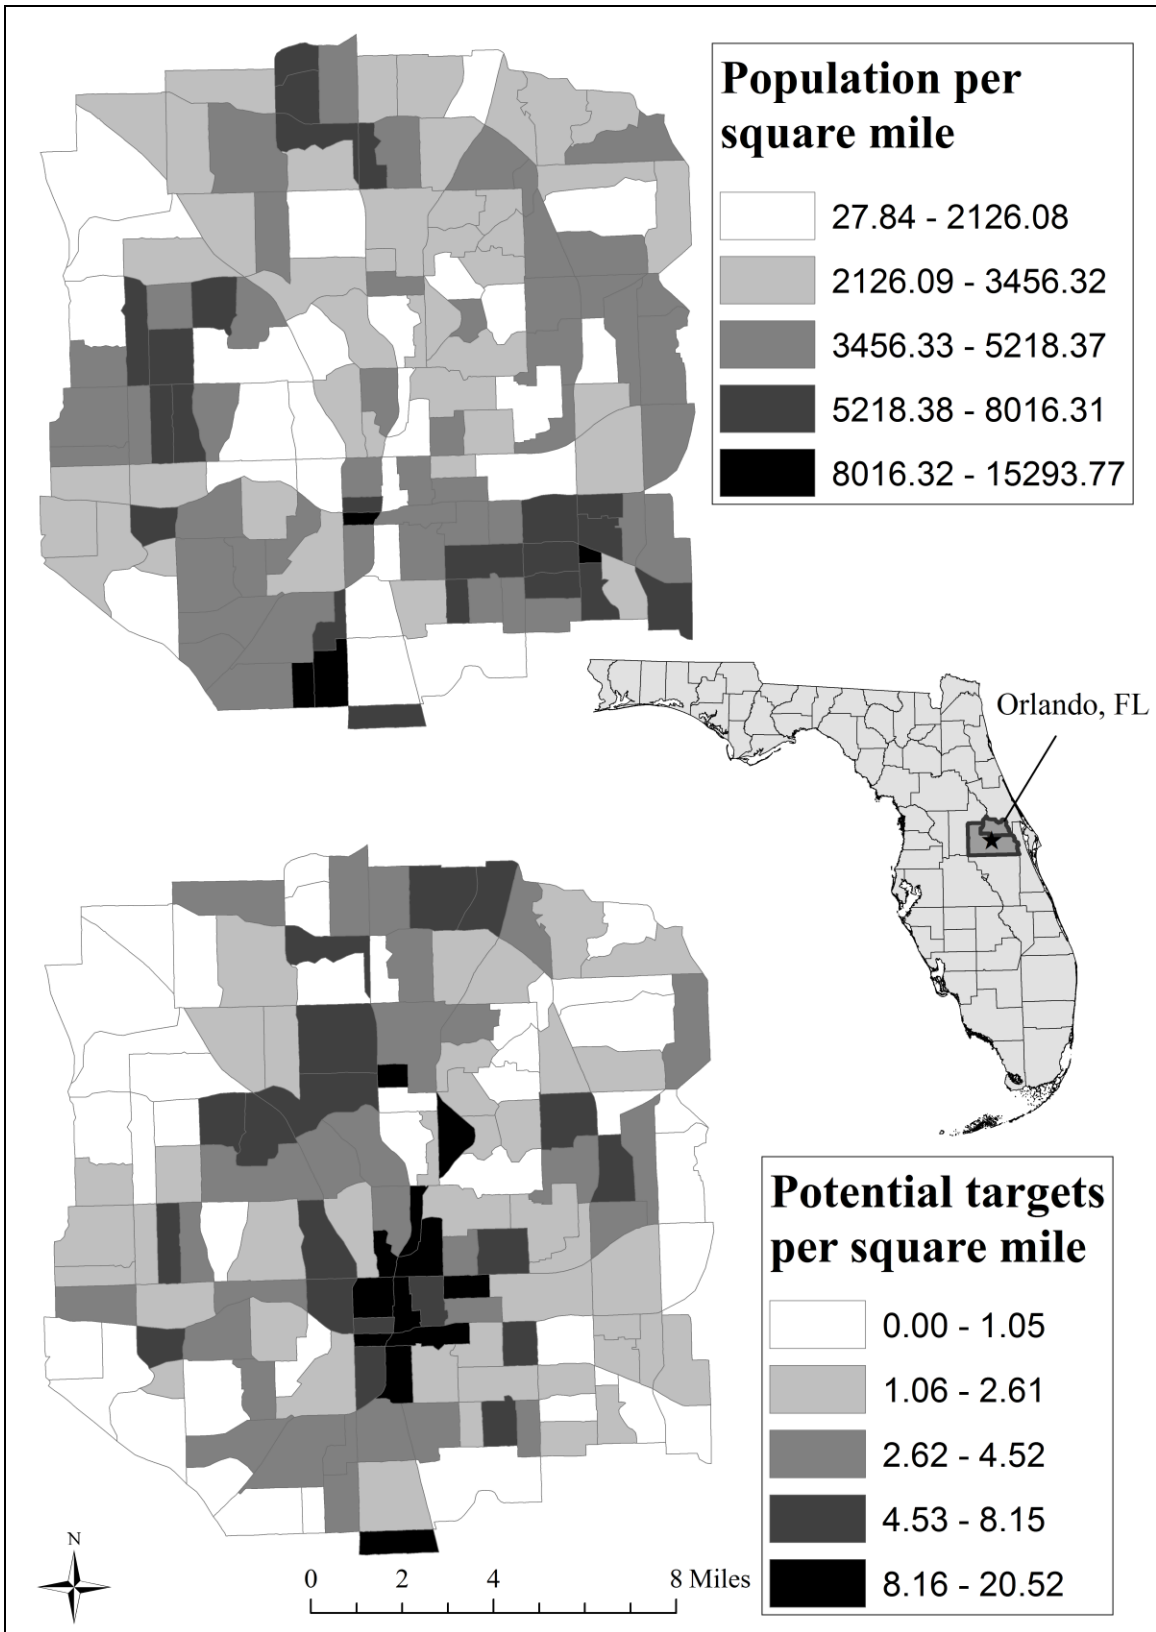 Population per
square mile
27.84 - 2126.08
2126.09 - 3456.32
3456.33 - 5218.37
5218.38 - 8016.31
8016.32 - 15293.77
Orlando, FL
Potential targets
per square mile
0.00 - 1.05
1.06 - 2.61
2.62 - 4.52
4.53 - 8.15
8.16 - 20.52
N
0 2 4 8 Miles